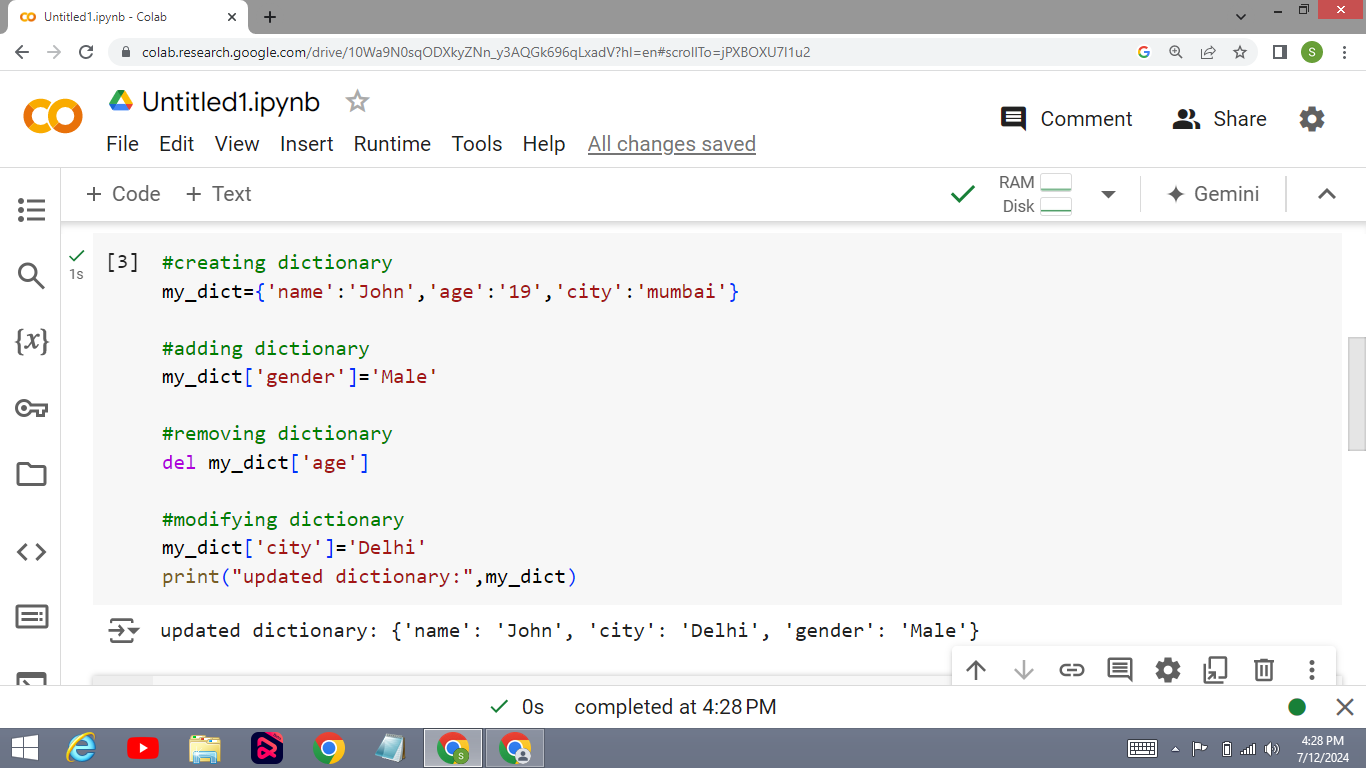 Untitled1.ipynb - Colab
colab.research.google.com/drive/10Wa9N0sqODXkyZNn_y3AQGk696qLxadV?hl=en#scrollTo=jPXBOXU7I1u2
S
Untitled1.ipynb
Comment
Share
File Edit View Insert Runtime Tools Help All changes saved
+ Code + Text
RAM
Disk
Gemini
[3] #creating dictionary
1s
my_dict={'name':'John','age':'19','city':'mumbai'}
#adding dictionary
my_dict['gender']='Male'
#removing dictionary
del my_dict['age']
#modifying dictionary
my_dict['city']='Delhi'
print("updated dictionary:",my_dict)
updated dictionary: {'name': 'John', 'city': 'Delhi', 'gender': 'Male'}
0s completed at 4:28 PM
4:28 PM
7/12/2024